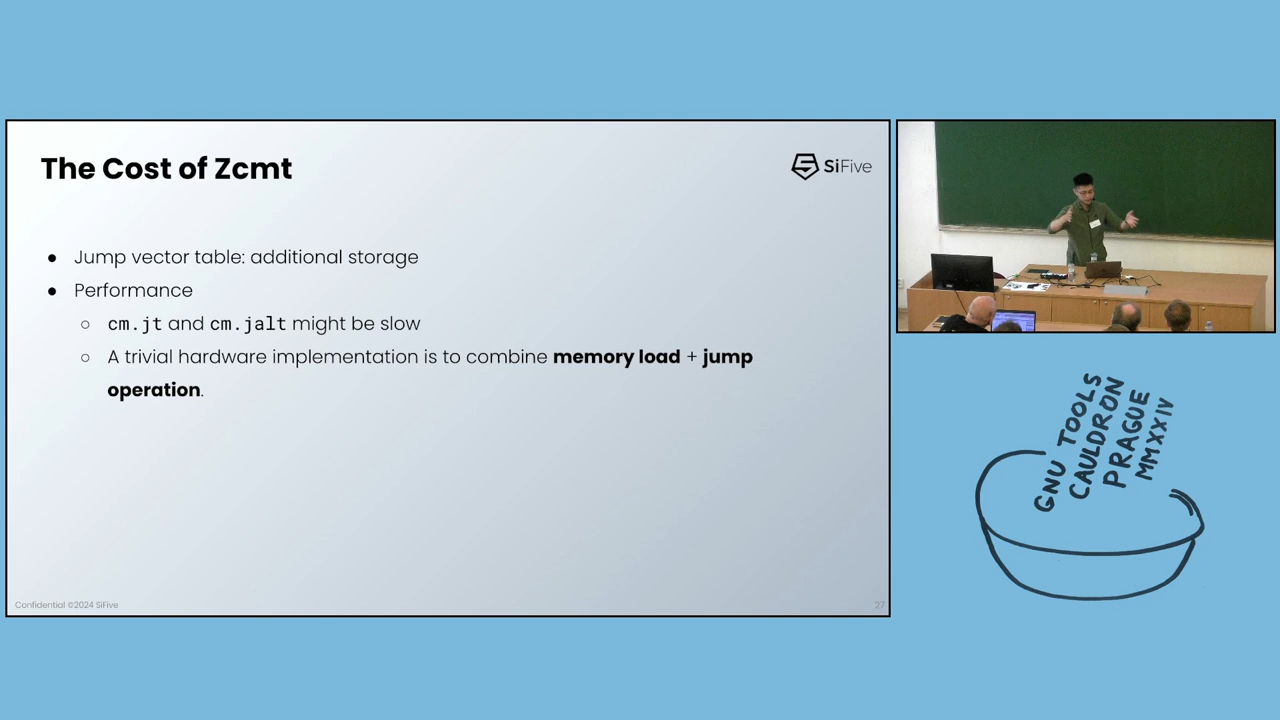 The Cost of Zcmt
SiFive
● Jump vector table: additional storage
● Performance
○ cm.jt and cm.jalt might be slow
○ A trivial hardware implementation is to combine memory load + jump
operation.
Confidential ©2024 SiFive
27
GNU TOOLS
CAULDRON
PRAGUE
MMXXIV